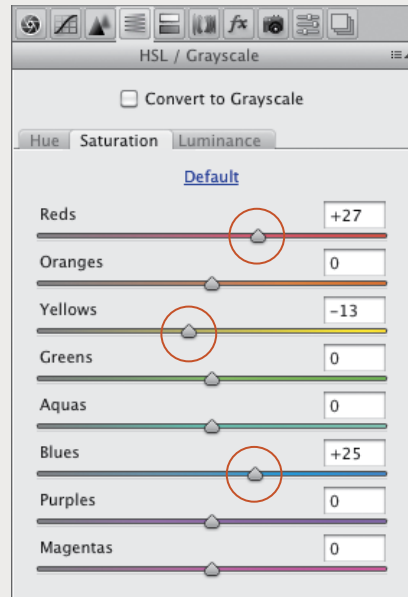 fx
HSL / Grayscale
Convert to Grayscale
Hue Saturation Luminance
Default
Reds +27
Oranges 0
Yellows -13
Greens 0
Aquas 0
Blues +25
Purples 0
Magentas 0